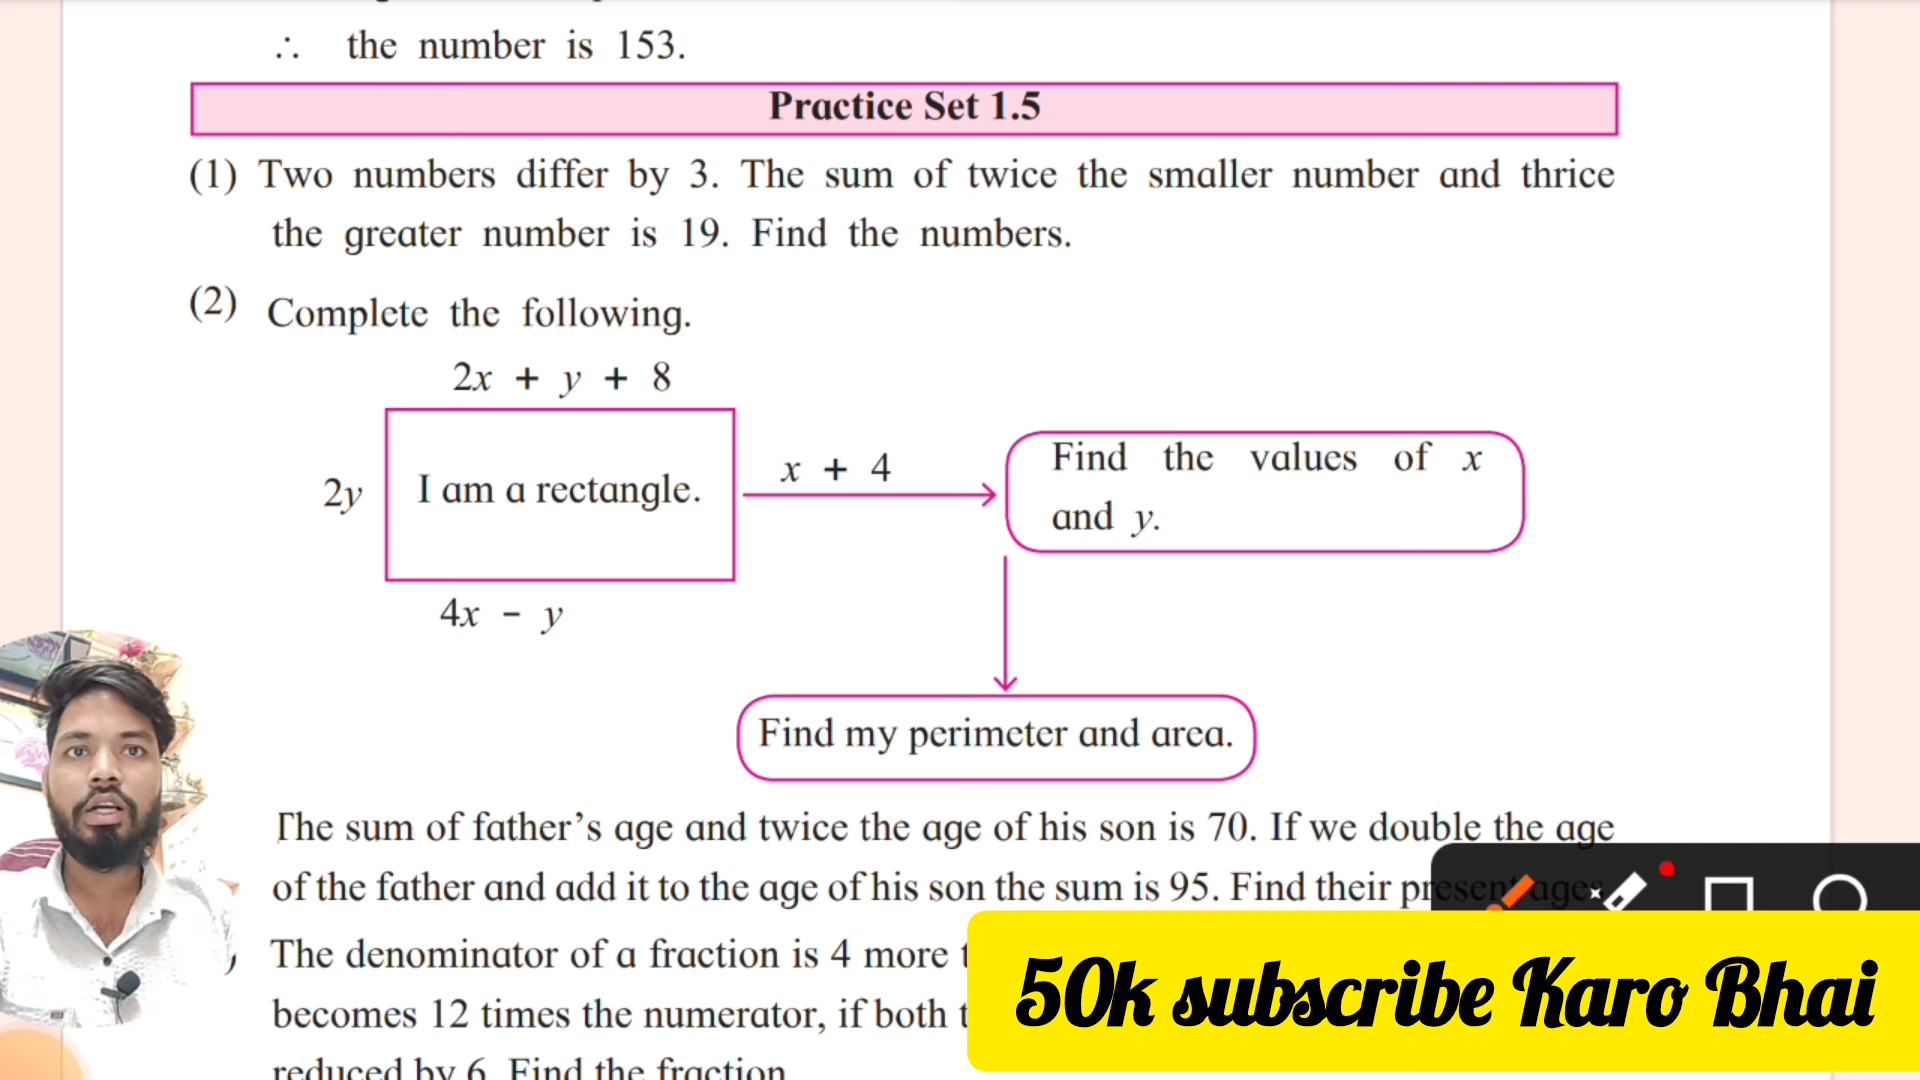 ∴ the number is 153.
Practice Set 1.5
(1) Two numbers differ by 3. The sum of twice the smaller number and thrice
the greater number is 19. Find the numbers.
(2) Complete the following.
2x + y + 8
2y
I am a rectangle.
x + 4
Find the values of x
and y.
4x - y
Find my perimeter and area.
The sum of father's age and twice the age of his son is 70. If we double the age
of the father and add it to the age of his son the sum is 95. Find their present ages.
The denominator of a fraction is 4 more
becomes 12 times the numerator, if both
reduced by 6. Find the fraction
50k subscribe Karo Bhai